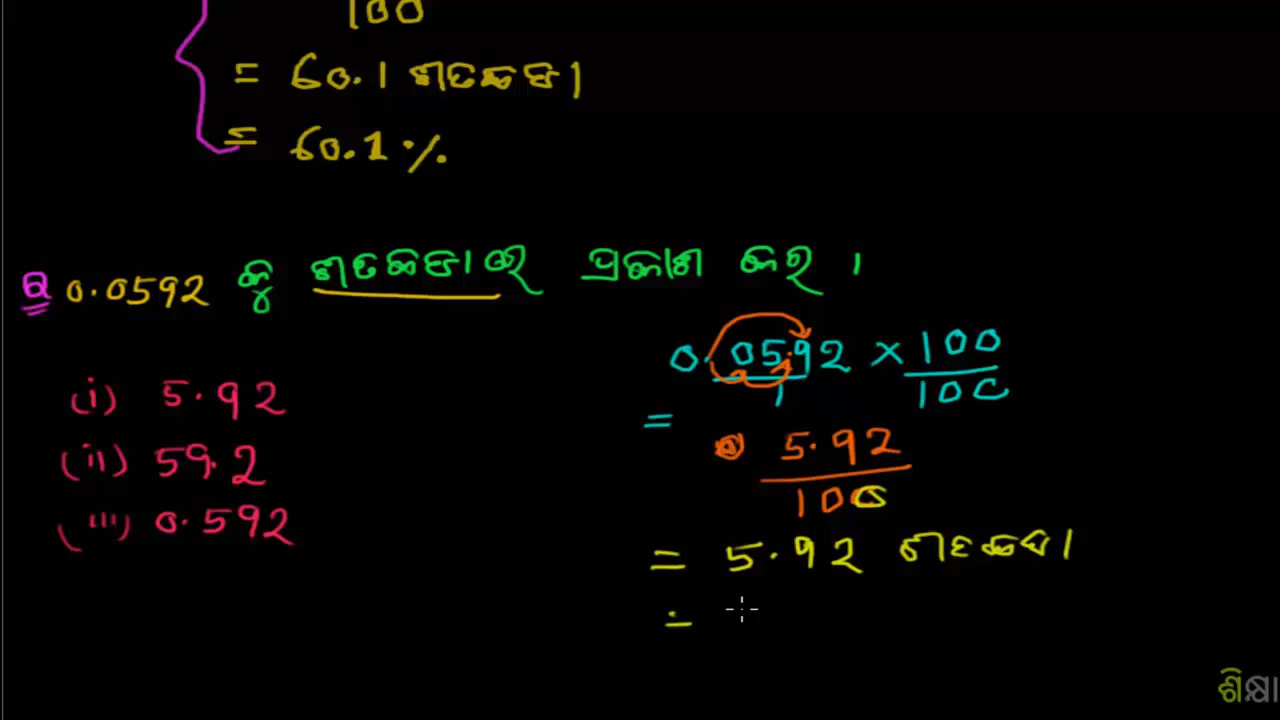 100
= 60.1 ଶତକଡ଼ା
= 60.1 %
ର 0.0592 କୁ ଶତକଡାରେ ପ୍ରକାଶ କର ।
0.0592/1 × 100/100
(i) 5.92
= 5.92/100
(ii) 59.2
(iii) 0.592
= 5.92 ଶତକଡ଼ା
=
ଶିକ୍ଷା